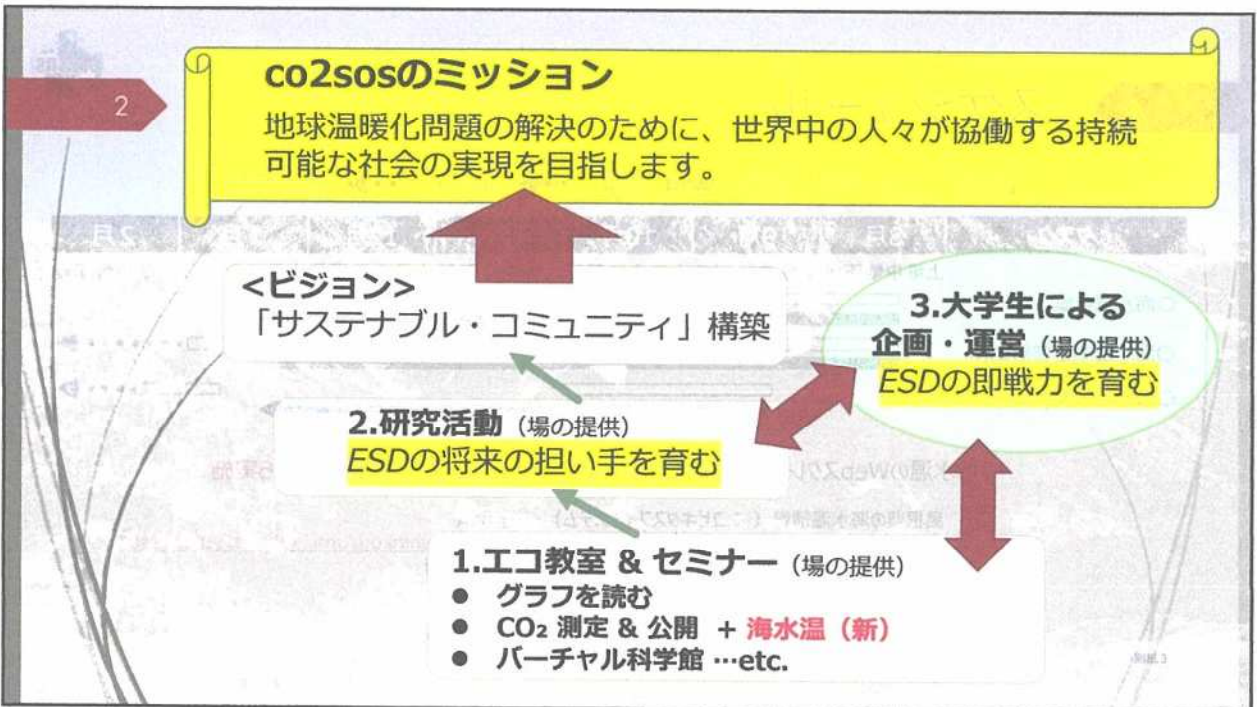 2
co2sosのミッション
地球温暖化問題の解決のために、世界中の人々が協働する持続
可能な社会の実現を目指します。
<ビジョン>
「サステナブル・コミュニティ」構築
3.大学生による
企画・運営（場の提供）
ESDの即戦力を育む
2.研究活動（場の提供）
ESDの将来の担い手を育む
1.エコ教室 & セミナー（場の提供）
● グラフを読む
● CO₂ 測定 & 公開 + 海水温（新）
● バーチャル科学館 …etc.